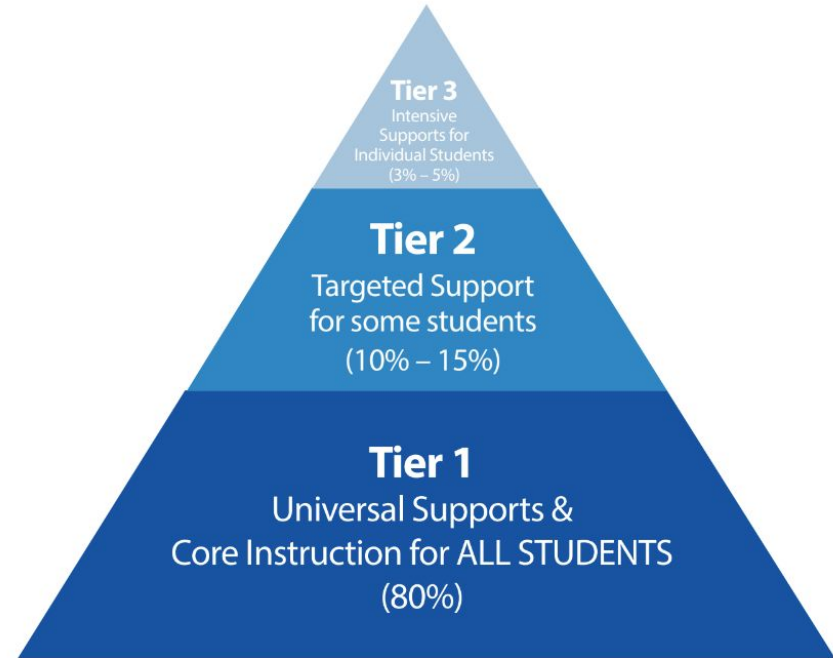 Tier 3
Intensive
Supports for
Individual Students
(3% – 5%)
Tier 2
Targeted Support
for some students
(10% – 15%)
Tier 1
Universal Supports &
Core Instruction for ALL STUDENTS
(80%)